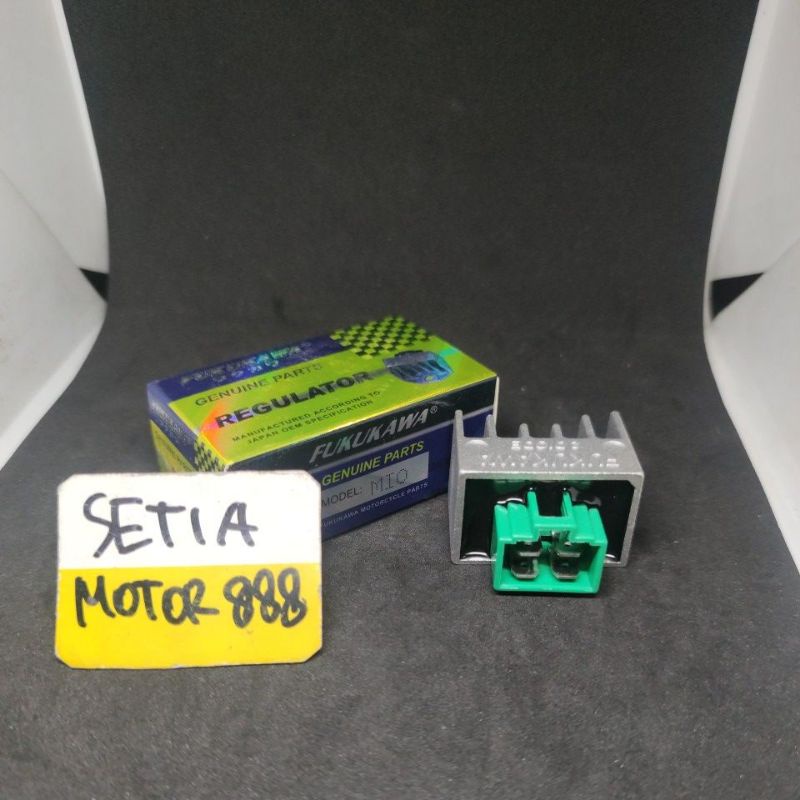 GENUINE PARTS
REGULATOR
MANUFACTURED ACCORDING TO
JAPAN OEM SPECIFICATION
FUKUKAWA®
GENUINE PARTS
MODEL: MIO
FUKUKAWA MOTORCYCLE PARTS
SETIA
MOTOR 888